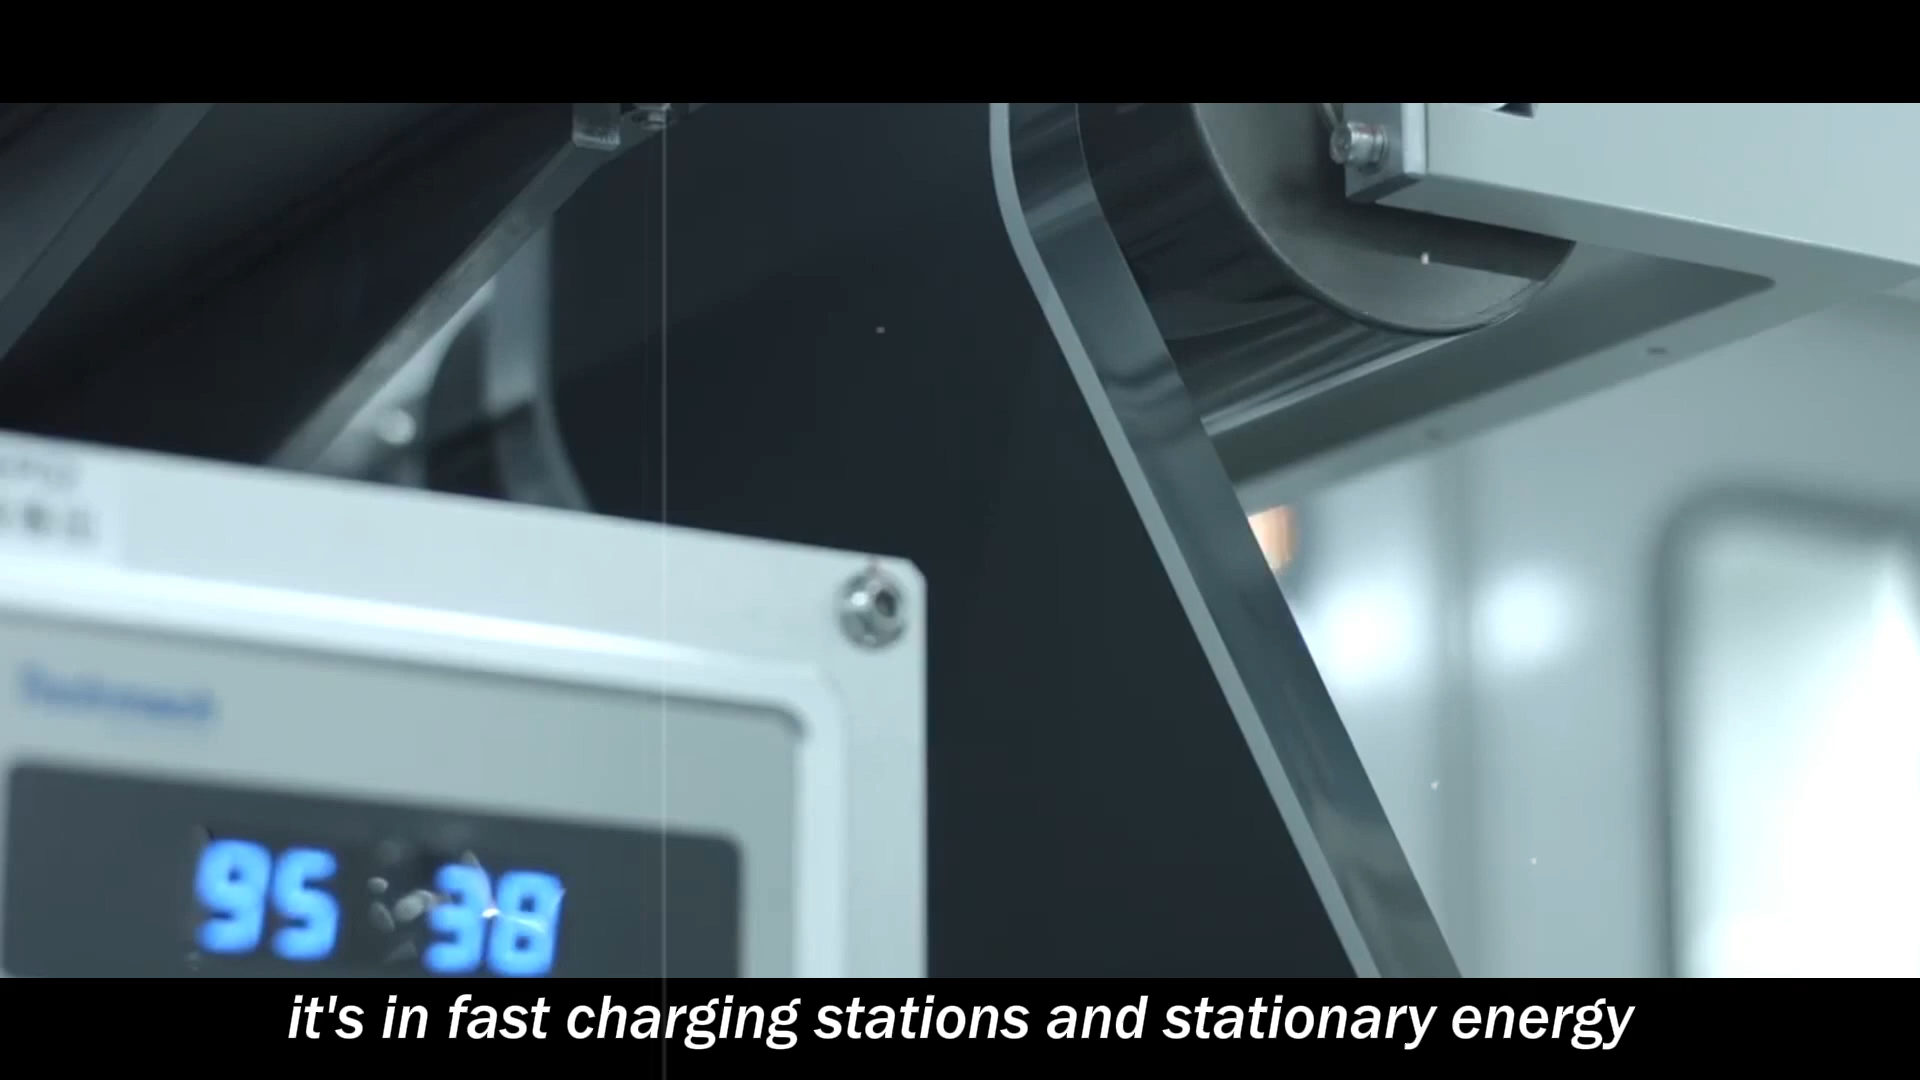 95 38
it's in fast charging stations and stationary energy